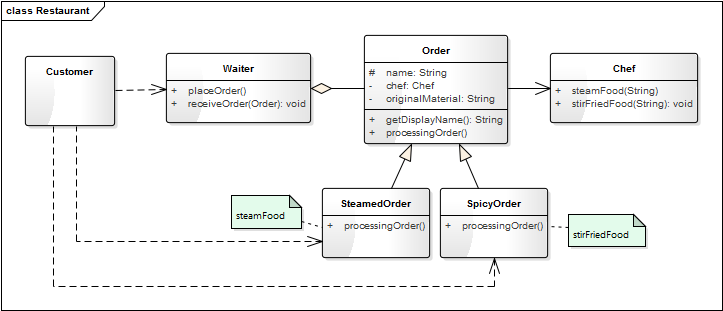 class Restaurant
Customer
Waiter
+ placeOrder()
+ receiveOrder(Order): void
Order
# name: String
- chef: Chef
- originalMaterial: String
+ getDisplayName(): String
+ processingOrder()
Chef
+ steamFood(String)
+ stirFriedFood(String): void
steamFood
SteamedOrder
+ processingOrder()
SpicyOrder
+ processingOrder()
stirFriedFood